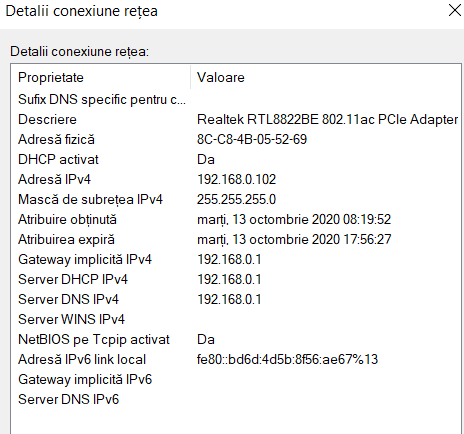 Detalii conexiune rețea
Detalii conexiune rețea:
Proprietate Valoare
Sufix DNS specific pentru c...
Descriere Realtek RTL8822BE 802.11ac PCIe Adapter
Adresă fizică 8C-C8-4B-05-52-69
DHCP activat Da
Adresă IPv4 192.168.0.102
Mască de subrețea IPv4 255.255.255.0
Atribuire obținută marți, 13 octombrie 2020 08:19:52
Atribuirea expiră marți, 13 octombrie 2020 17:56:27
Gateway implicită IPv4 192.168.0.1
Server DHCP IPv4 192.168.0.1
Server DNS IPv4 192.168.0.1
Server WINS IPv4
NetBIOS pe Tcpip activat Da
Adresă IPv6 link local fe80::bd6d:4d5b:8f56:ae67%13
Gateway implicită IPv6
Server DNS IPv6